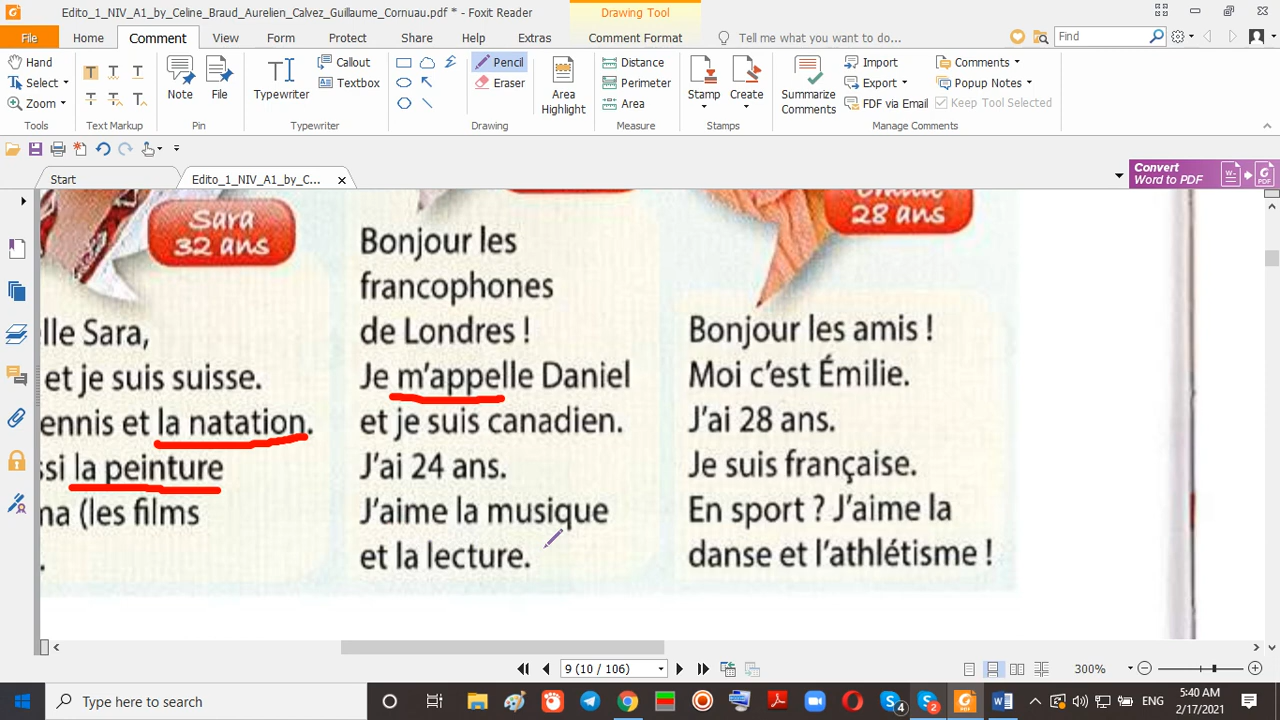 Edito_1_NIV_A1_by_Celine_Braud_Aurelien_Calvez_Guillaume_Cornuau.pdf * - Foxit Reader
Drawing Tool
File Home Comment View Form Protect Share Help Extras Comment Format
Tell me what you want to do...
Find
Hand
Select
Zoom
Tools
Text Markup
Note
File
Pin
Typewriter
Callout
Textbox
Typewriter
Pencil
Eraser
Area Highlight
Drawing
Distance
Perimeter
Area
Measure
Stamp
Create
Stamps
Summarize Comments
Import
Export
FDF via Email
Comments
Popup Notes
Keep Tool Selected
Manage Comments
Start
Edito_1_NIV_A1_by_C...
Convert
Word to PDF
Sara
32 ans
lle Sara,
et je suis suisse.
ennis et la natation.
ssi la peinture
ma (les films
Bonjour les
francophones
de Londres !
Je m'appelle Daniel
et je suis canadien.
J'ai 24 ans.
J'aime la musique
et la lecture.
28 ans
Bonjour les amis !
Moi c'est Émilie.
J'ai 28 ans.
Je suis française.
En sport ? J'aime la
danse et l'athlétisme !
9 (10 / 106)
300%
Type here to search
4
2
ENG
5:40 AM
2/17/2021